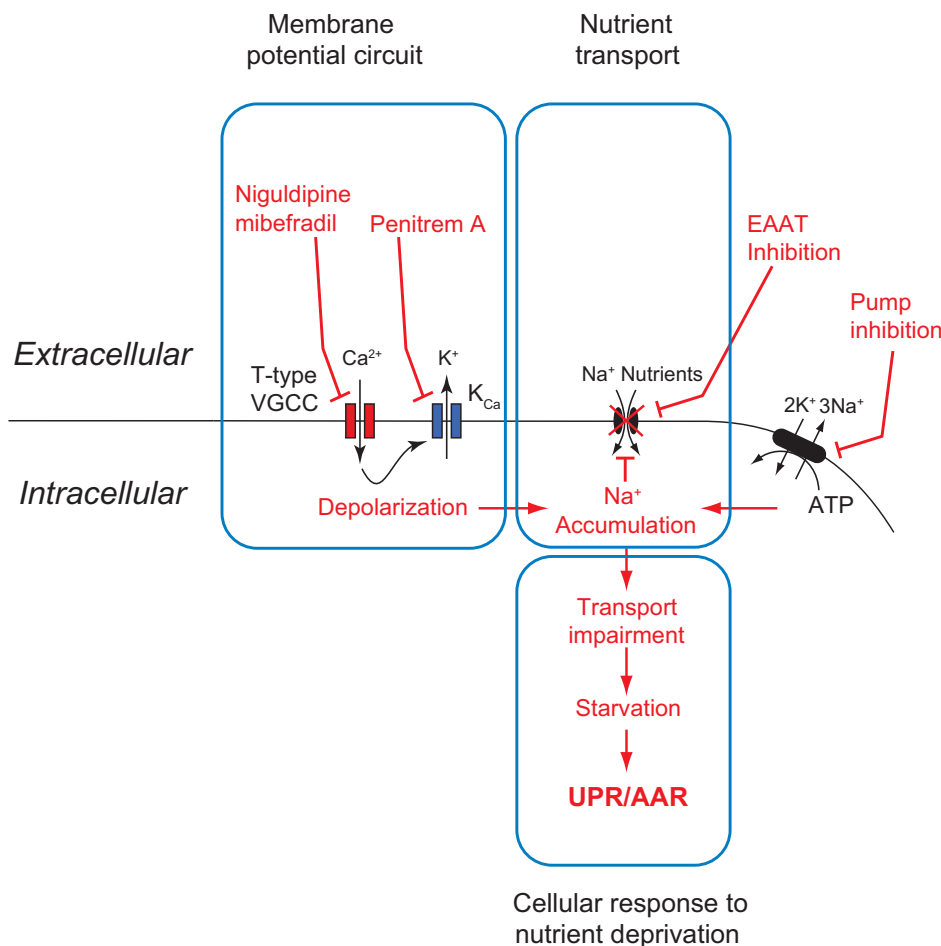 Membrane
potential circuit
Nutrient
transport
Niguldipine
mibefradil
Penitrem A
EAAT
Inhibition
Pump
inhibition
Extracellular
T-type
VGCC
Ca²⁺
K⁺
K_Ca
Na⁺ Nutrients
2K⁺ 3Na⁺
Intracellular
Depolarization
Na⁺
Accumulation
ATP
Transport
impairment
Starvation
UPR/AAR
Cellular response to
nutrient deprivation